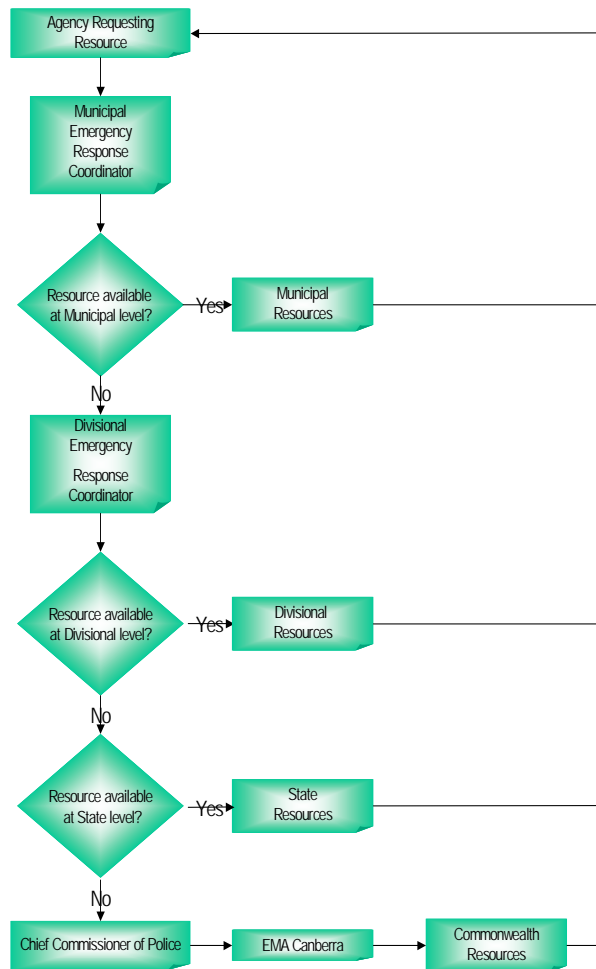 Agency Requesting
Resource
Municipal
Emergency
Response
Coordinator
Resource available
at Municipal level?
Yes
Municipal
Resources
No
Divisional
Emergency
Response
Coordinator
Resource available
at Divisional level?
Yes
Divisional
Resources
No
Resource available
at State level?
Yes
State
Resources
No
Chief Commissioner of Police
EMA Canberra
Commonwealth
Resources